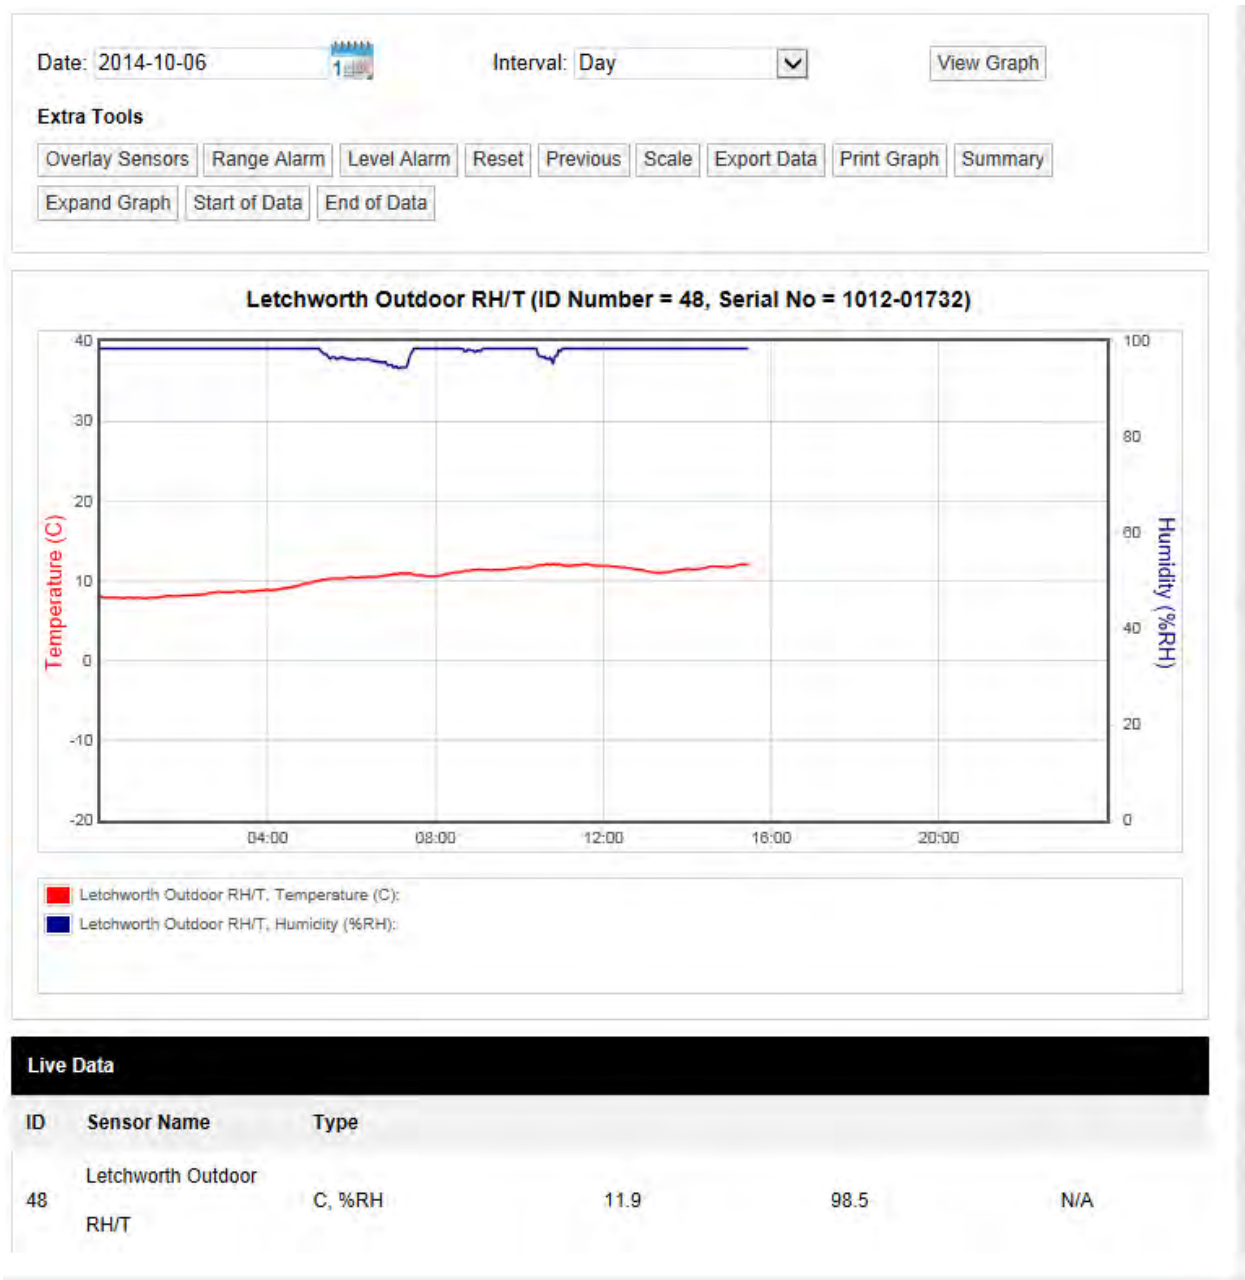 Date: 2014-10-06 1 Interval: Day View Graph
Extra Tools
Overlay Sensors Range Alarm Level Alarm Reset Previous Scale Export Data Print Graph Summary
Expand Graph Start of Data End of Data
Letchworth Outdoor RH/T (ID Number = 48, Serial No = 1012-01732)
40 100
30
80
20
60
10
40
0
20
-10
-20 0
Temperature (C)
Humidity (%RH)
04:00 08:00 12:00 16:00 20:00
Letchworth Outdoor RH/T, Temperature (C):
Letchworth Outdoor RH/T, Humidity (%RH):
Live Data
ID Sensor Name Type
Letchworth Outdoor
48 C, %RH 11.9 98.5 N/A
RH/T